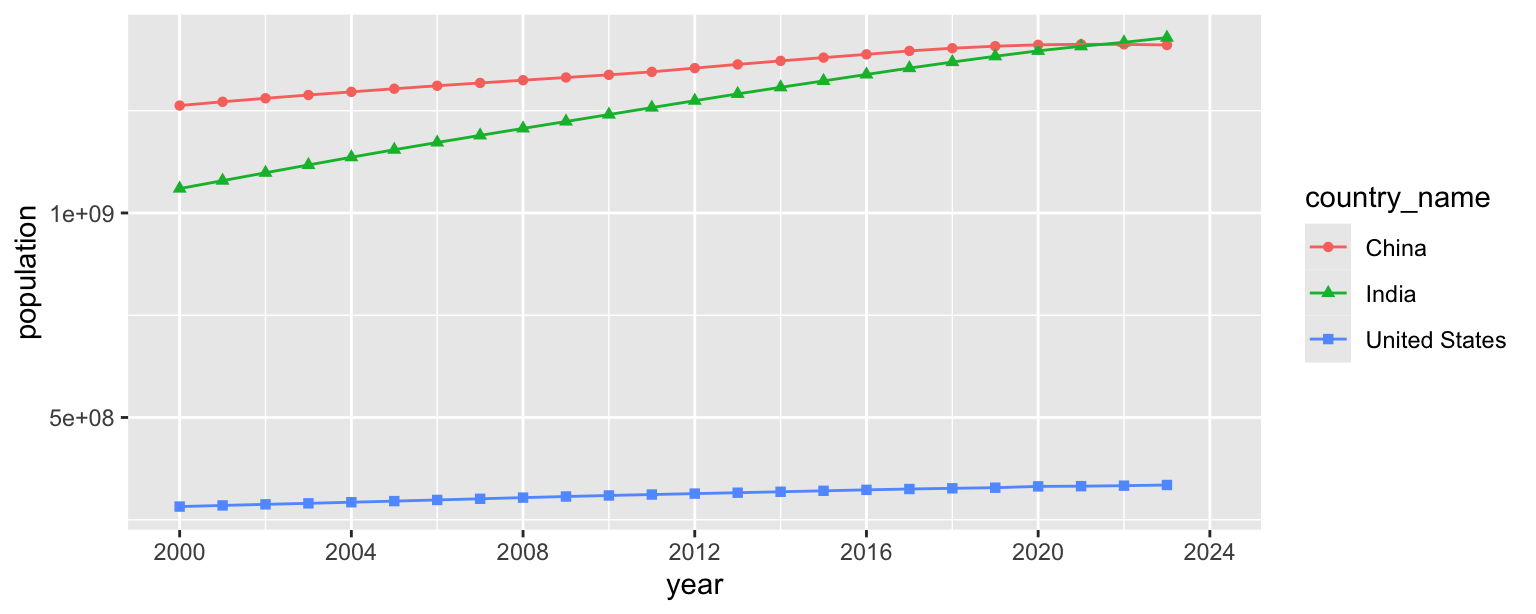 population
1e+09
5e+08
2000 2004 2008 2012 2016 2020 2024
year
country_name
China
India
United States